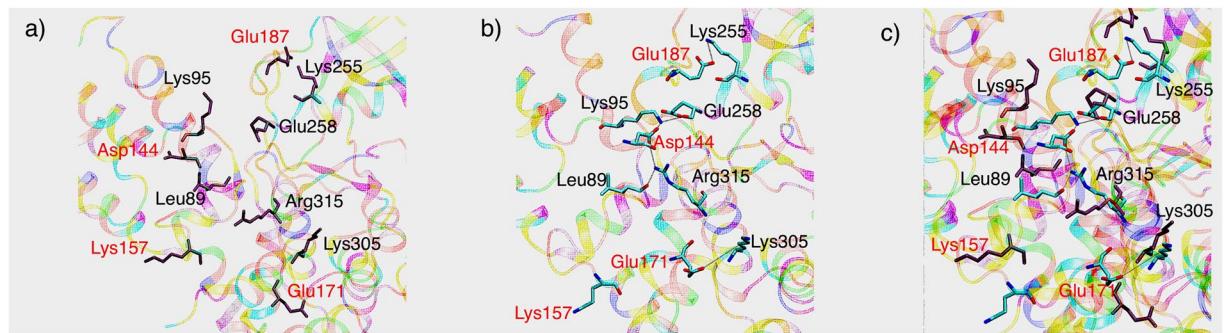 a)
Glu187
Lys255
Lys95
Glu258
Asp144
Leu89
Arg315
Lys157
Lys305
Glu171
b)
Lys255
Glu187
Lys95
Glu258
Asp144
Leu89
Arg315
Lys305
Glu171
Lys157
c)
Glu187
Lys95
Lys255
Glu258
Asp144
Leu89
Arg315
Lys305
Lys157
Glu171